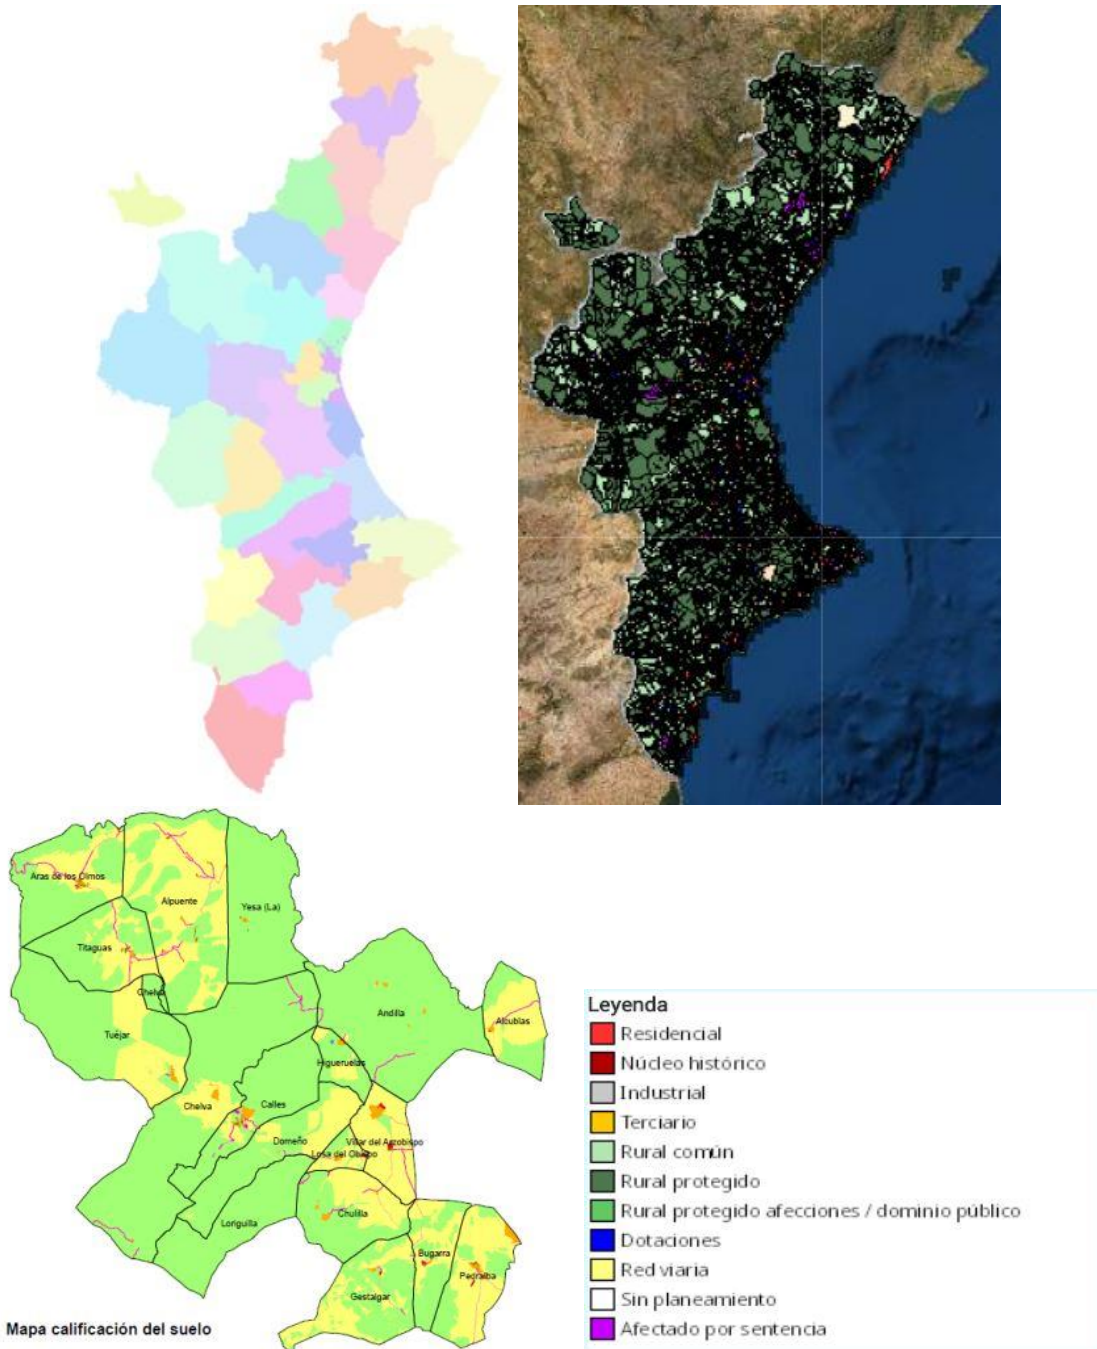 Aras de los Olmos
Alpuente
Yesa (La)
Titaguas
Chelva
Andilla
Alcublas
Tuéjar
Higueruelas
Chelva
Calles
Domeño
Villar del Arzobispo
Losa del Obispo
Loriguilla
Chulilla
Bugarra
Pedralba
Gestalgar
Mapa calificación del suelo
Leyenda
Residencial
Núcleo histórico
Industrial
Terciario
Rural común
Rural protegido
Rural protegido afecciones / dominio público
Dotaciones
Red viaria
Sin planeamiento
Afectado por sentencia